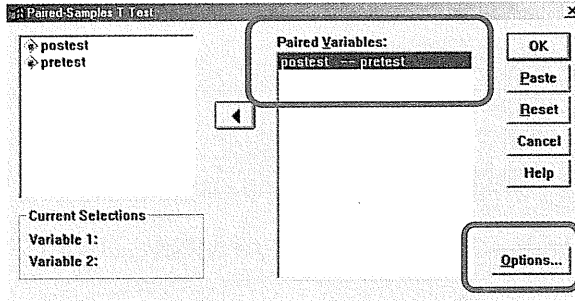 Paired-Samples T Test
postest
pretest
Paired Variables:
postest -- pretest
OK
Paste
Reset
Cancel
Help
Current Selections
Variable 1:
Variable 2:
Options...